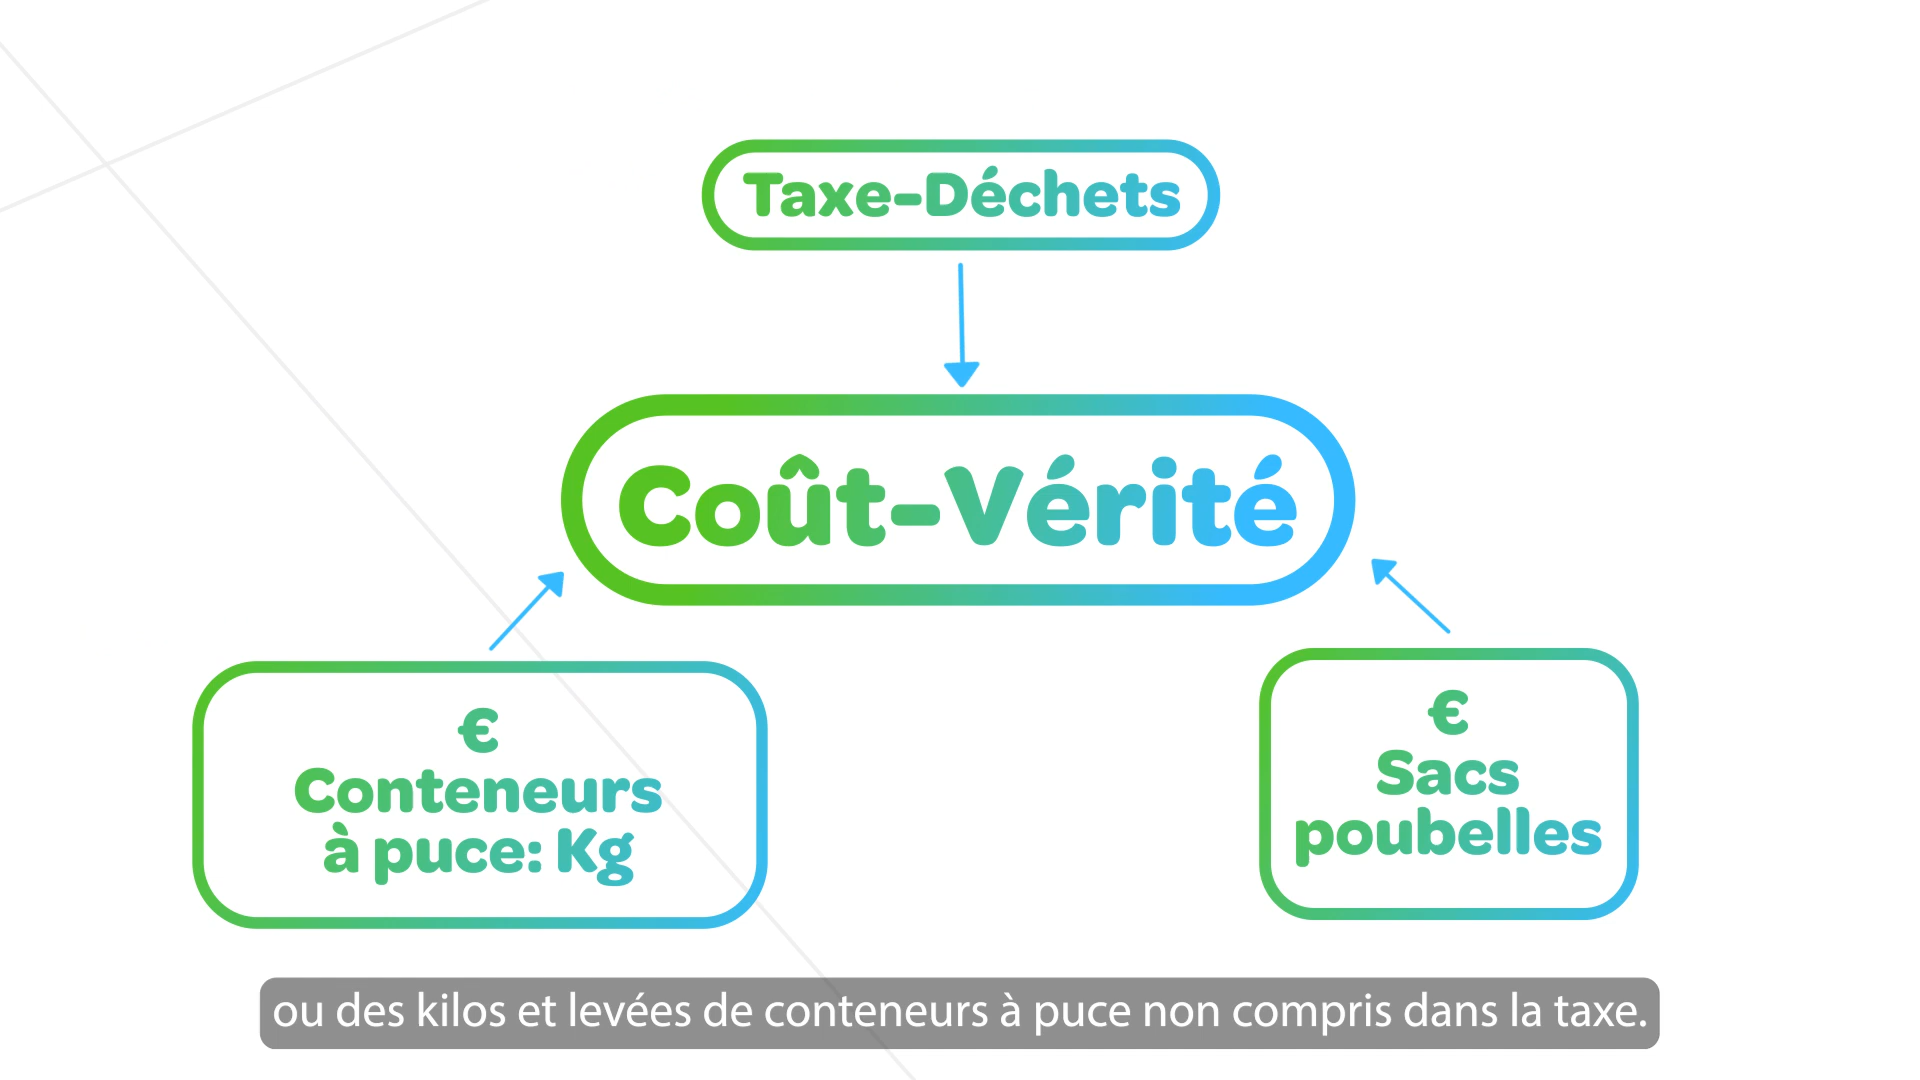 Taxe-Déchets
Coût-Vérité
€
Conteneurs
à puce: Kg
€
Sacs
poubelles
ou des kilos et levées de conteneurs à puce non compris dans la taxe.